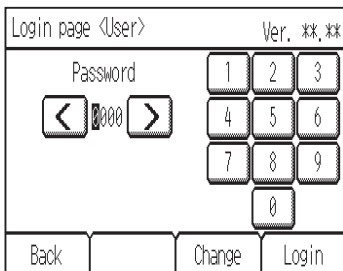 Login page <User> Ver. **.**
Password
1 2 3
< 0000 > 4 5 6
7 8 9
0
Back Change Login